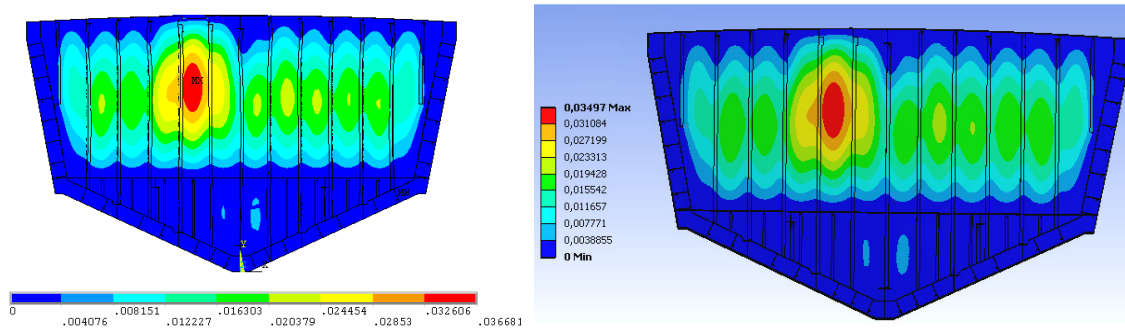 MX
MN
Y
X
0 .008151 .016303 .024454 .032606
.004076 .012227 .020379 .02853 .036681
0,03497 Max
0,031084
0,027199
0,023313
0,019428
0,015542
0,011657
0,007771
0,0038855
0 Min